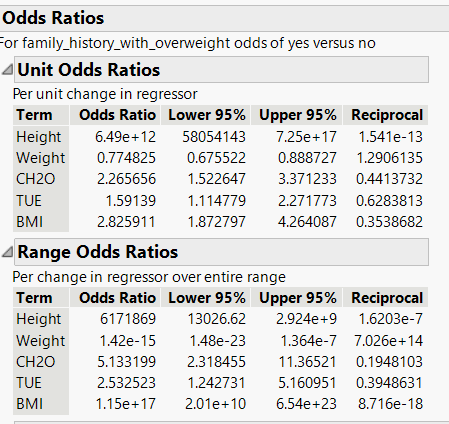 Odds Ratios
For family_history_with_overweight odds of yes versus no
Unit Odds Ratios
Per unit change in regressor
Term Odds Ratio Lower 95% Upper 95% Reciprocal
Height 6.49e+12 58054143 7.25e+17 1.541e-13
Weight 0.774825 0.675522 0.888727 1.2906135
CH2O 2.265656 1.522647 3.371233 0.4413732
TUE 1.59139 1.114779 2.271773 0.6283813
BMI 2.825911 1.872797 4.264087 0.3538682
Range Odds Ratios
Per change in regressor over entire range
Term Odds Ratio Lower 95% Upper 95% Reciprocal
Height 6171869 13026.62 2.924e+9 1.6203e-7
Weight 1.42e-15 1.48e-23 1.364e-7 7.026e+14
CH2O 5.133199 2.318455 11.36521 0.1948103
TUE 2.532523 1.242731 5.160951 0.3948631
BMI 1.15e+17 2.01e+10 6.54e+23 8.716e-18